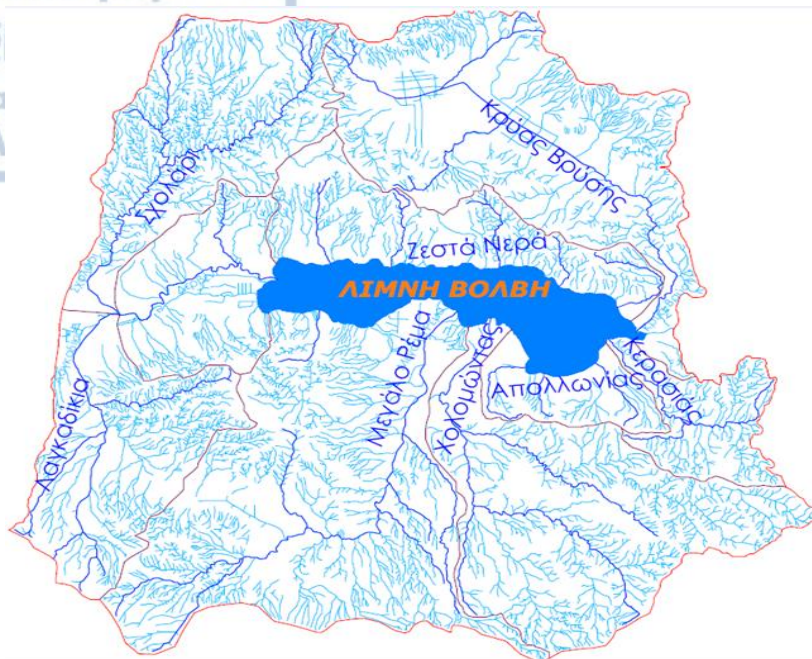 Κρύας Βρύσης
Σχολάρι
Ζεστά Νερά
ΛΙΜΝΗ ΒΟΛΒΗ
Μεγάλο Ρέμα
Χολομώντας
Κερασιάς
Απολλωνίας
Λαγκαδίκια